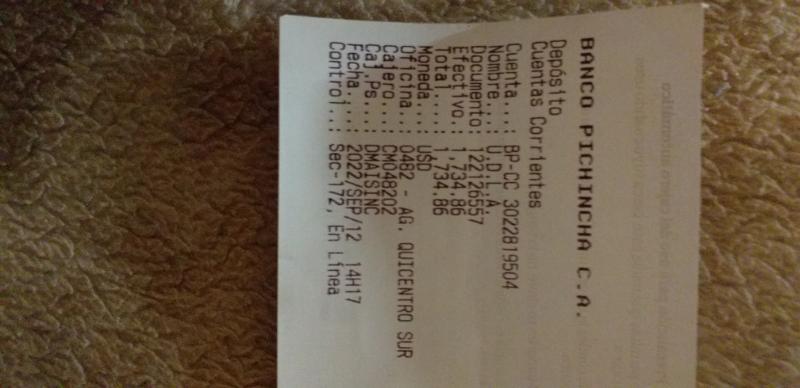 BANCO PICHINCHA C.A.
Depósito
Cuentas Corrientes
Cuenta...: BP-CC 3022819504
Nombre...: U.D.L.A.
Documento: 122126557
Efectivo.: 1,734.86
Total....: 1,734.86
Moneda...: USD
Oficina..: 0482 - AG. QUICENTRO SUR
Cajero...: CM048202
Caj.Ps...: DMAISINC
Fecha....: 2022/SEP/12 14H17
Control..: Sec-172, En Línea